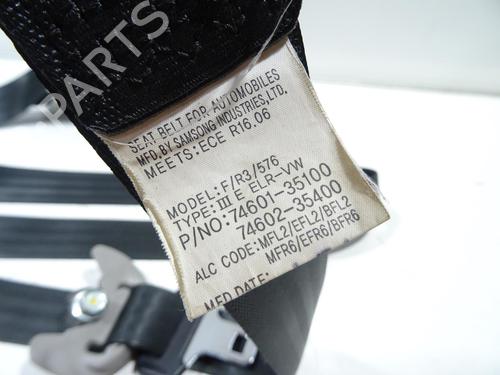 B PARTS
SEAT BELT FOR AUTOMOBILES
MFD. BY SAMSONG INDUSTRIES, LTD.
MEETS: ECE R16.06
MODEL: F/R3/576
TYPE: III E ELR-VW
P/NO: 74601-35100
74602-35400
ALC CODE: MFL2/EFL2/BFL2
MFR6/EFR6/BFR6
MFD DATE: